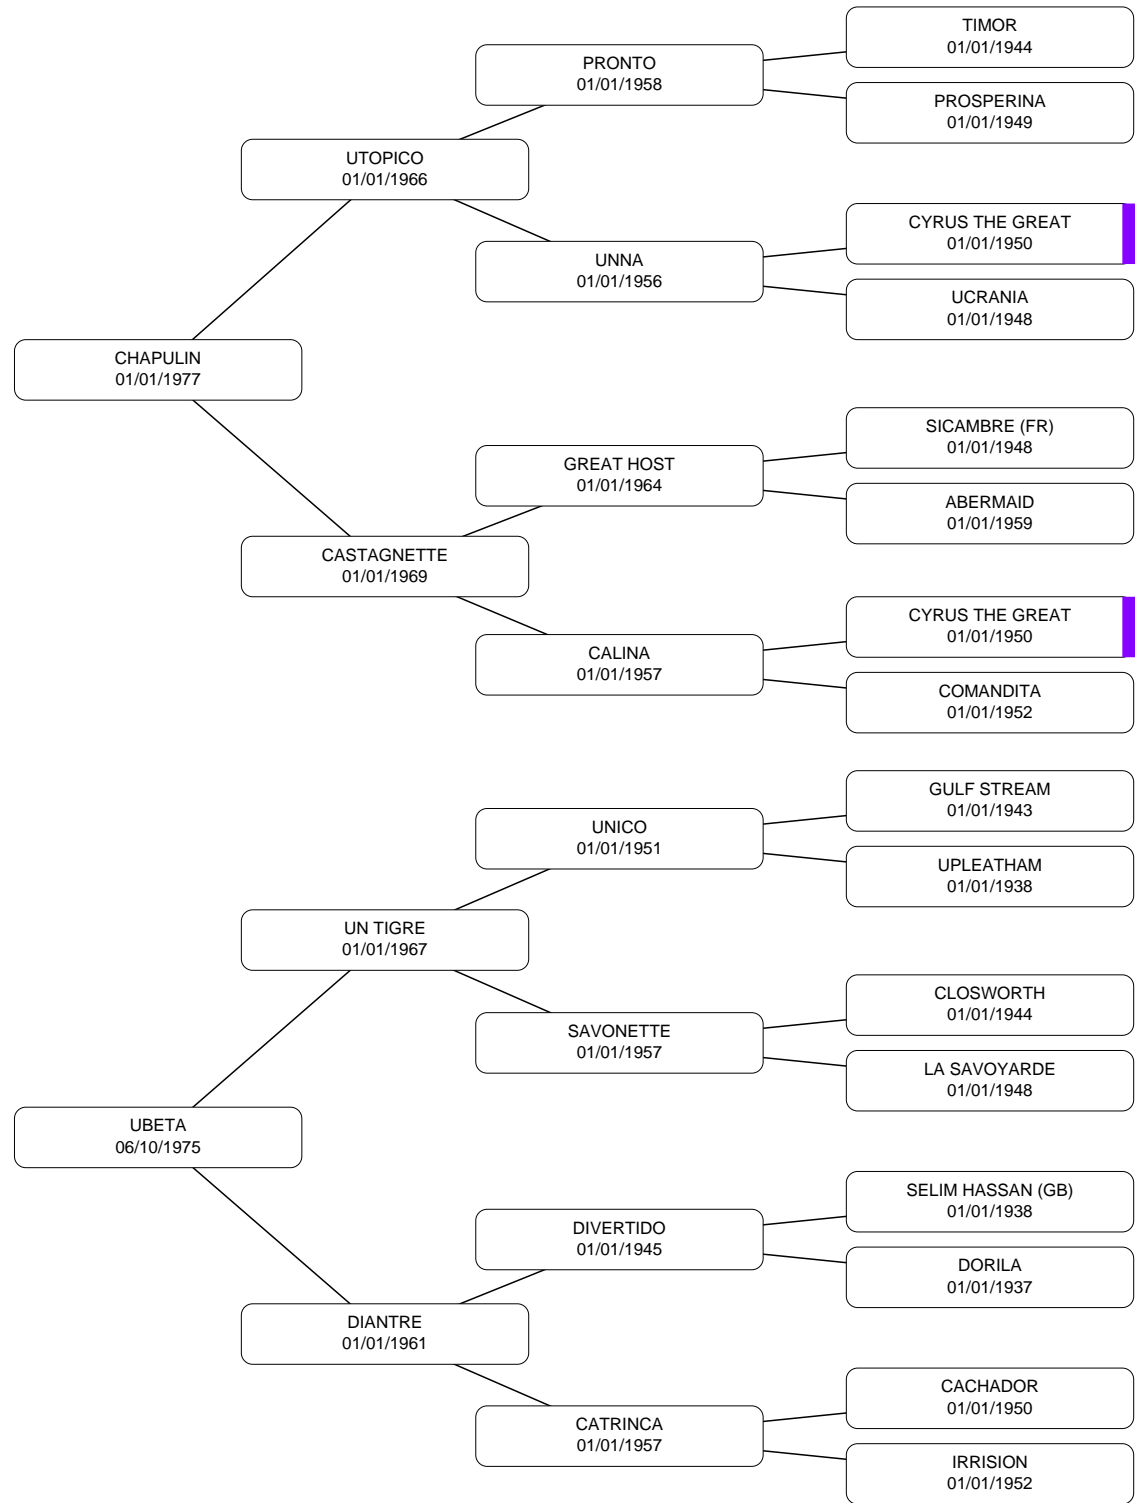 TIMOR
01/01/1944
PRONTO
01/01/1958
PROSPERINA
01/01/1949
UTOPICO
01/01/1966
CYRUS THE GREAT
01/01/1950
UNNA
01/01/1956
UCRANIA
01/01/1948
CHAPULIN
01/01/1977
SICAMBRE (FR)
01/01/1948
GREAT HOST
01/01/1964
ABERMAID
01/01/1959
CASTAGNETTE
01/01/1969
CYRUS THE GREAT
01/01/1950
CALINA
01/01/1957
COMANDITA
01/01/1952
GULF STREAM
01/01/1943
UNICO
01/01/1951
UPLEATHAM
01/01/1938
UN TIGRE
01/01/1967
CLOSWORTH
01/01/1944
SAVONETTE
01/01/1957
LA SAVOYARDE
01/01/1948
UBETA
06/10/1975
SELIM HASSAN (GB)
01/01/1938
DIVERTIDO
01/01/1945
DORILA
01/01/1937
DIANTRE
01/01/1961
CACHADOR
01/01/1950
CATRINCA
01/01/1957
IRRISION
01/01/1952